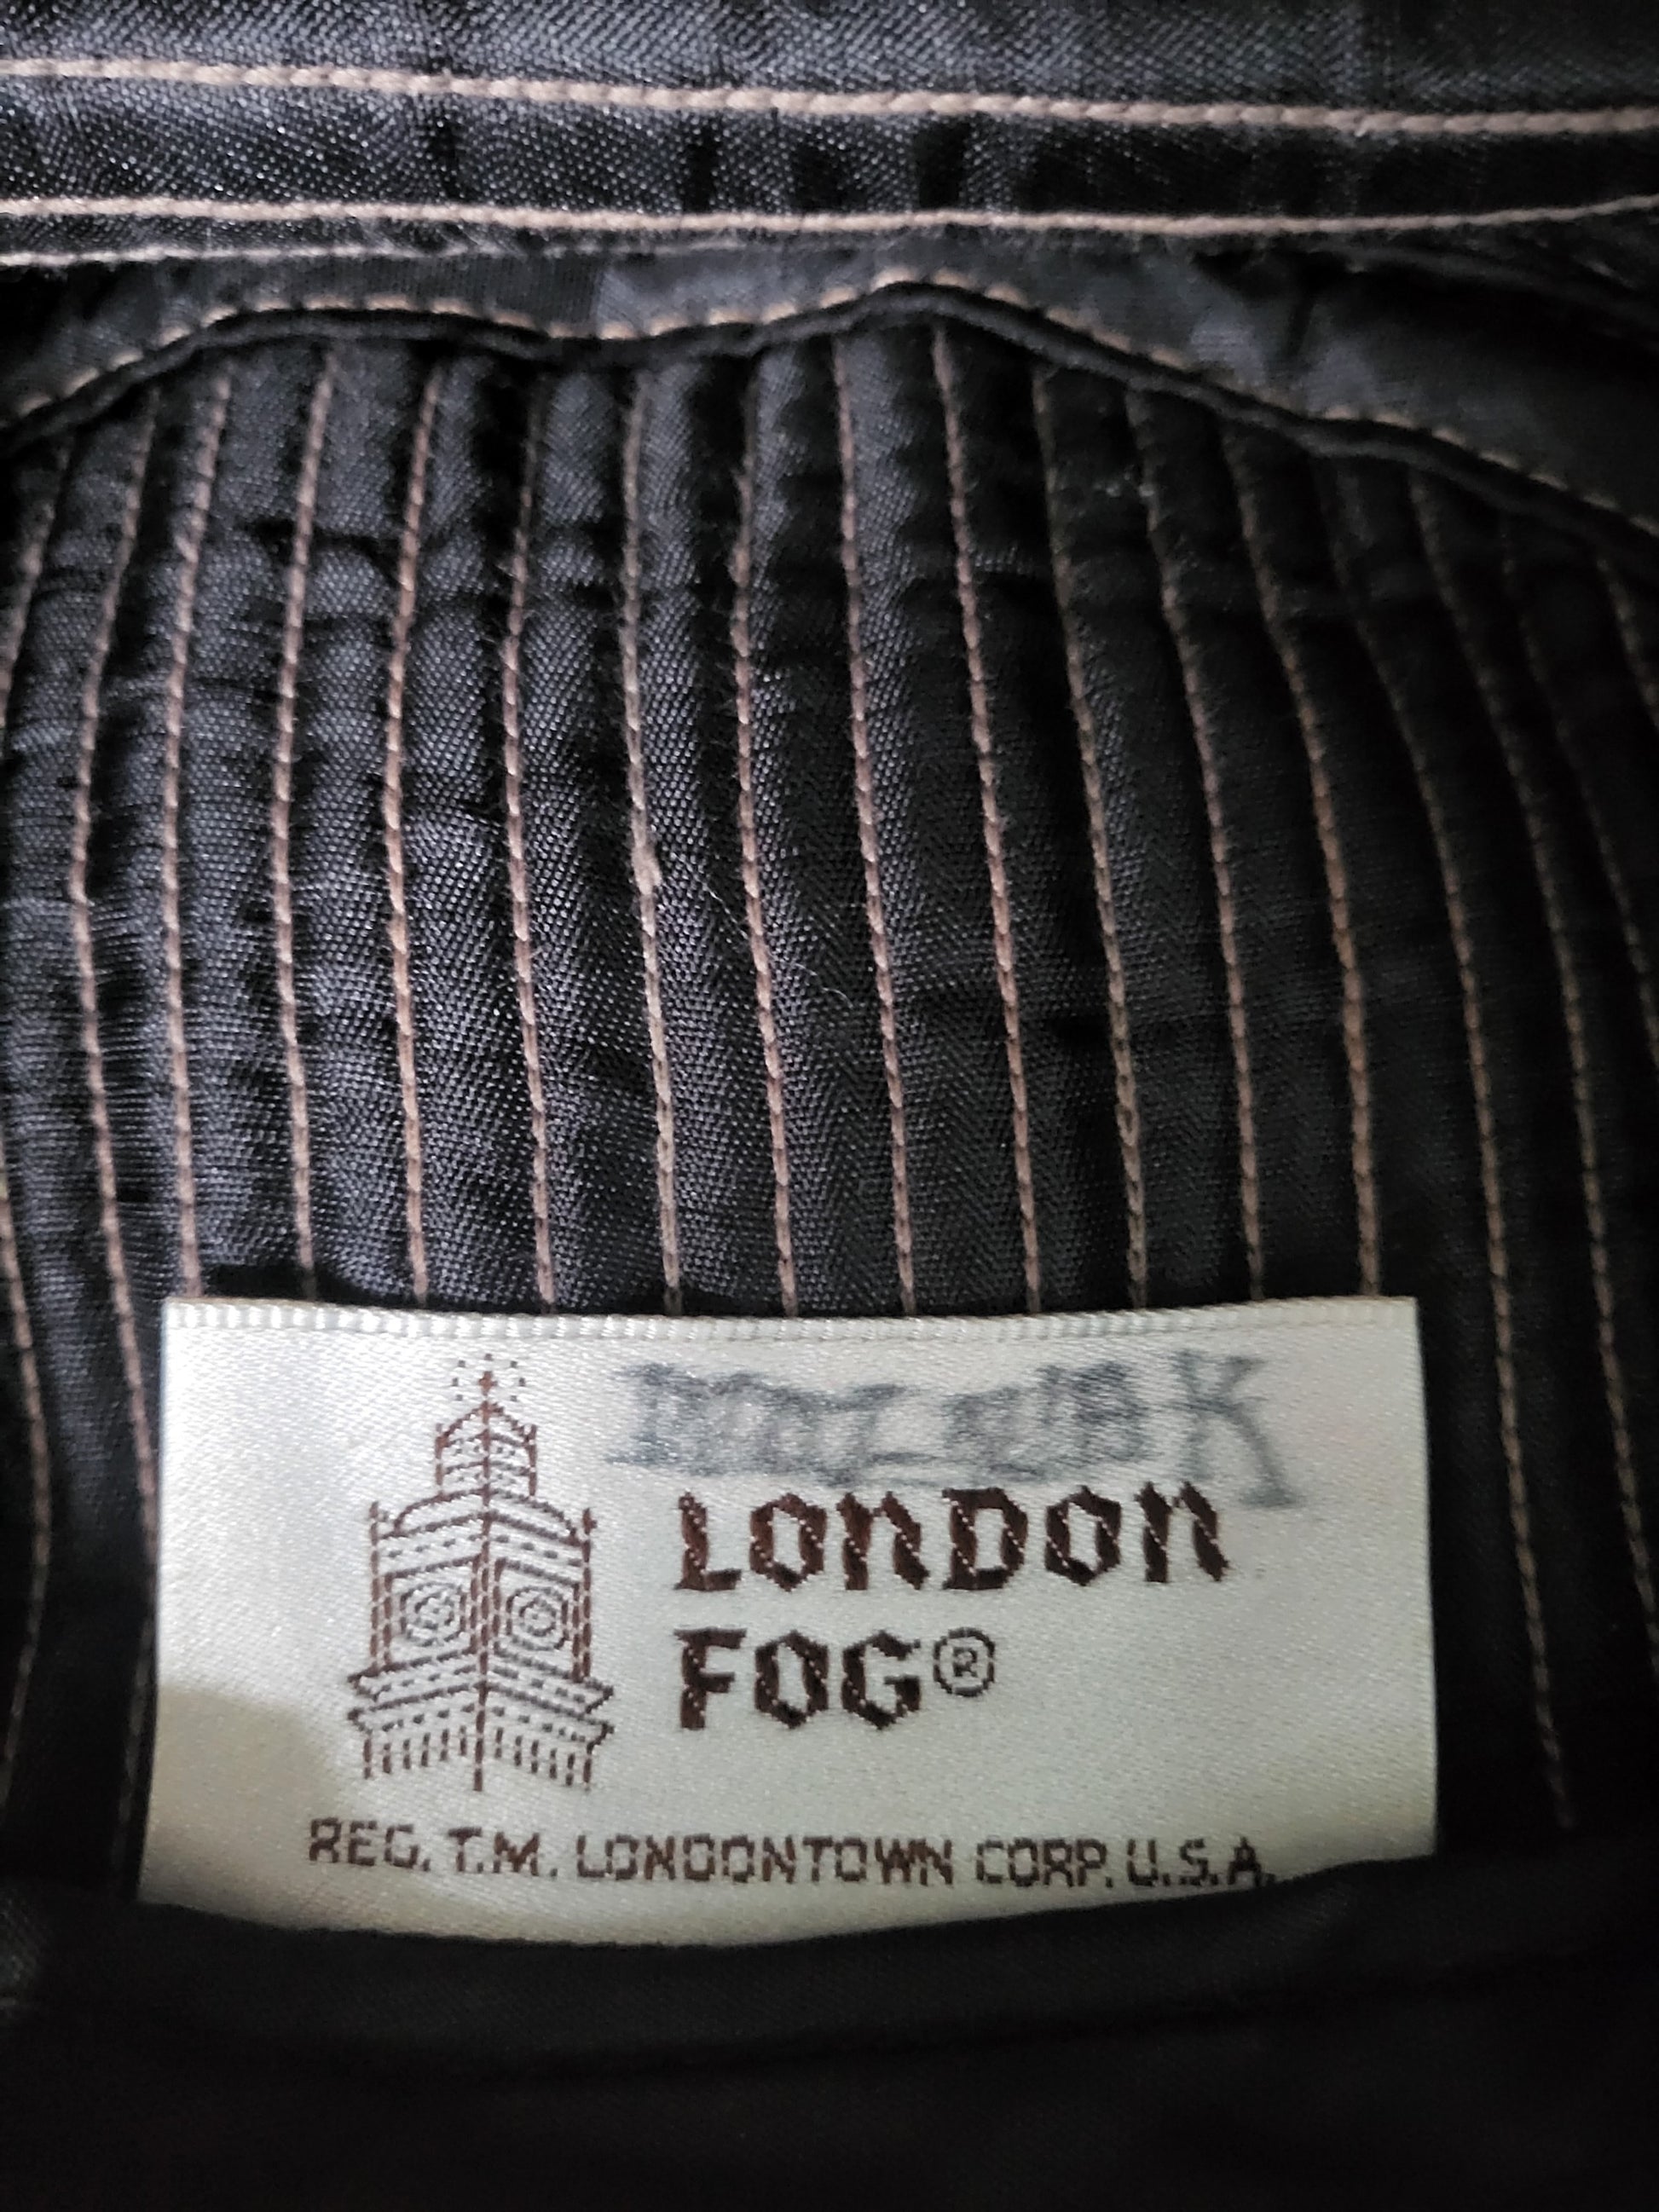 LONDON
FOG®
REG. T.M. LONDONTOWN CORP. U.S.A.